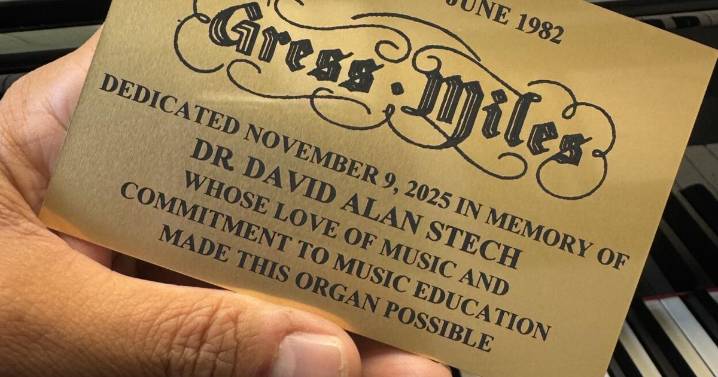 JUNE 1982
Gress·Miles
DEDICATED NOVEMBER 9, 2025 IN MEMORY OF
DR. DAVID ALAN STECH
WHOSE LOVE OF MUSIC AND
COMMITMENT TO MUSIC EDUCATION
MADE THIS ORGAN POSSIBLE